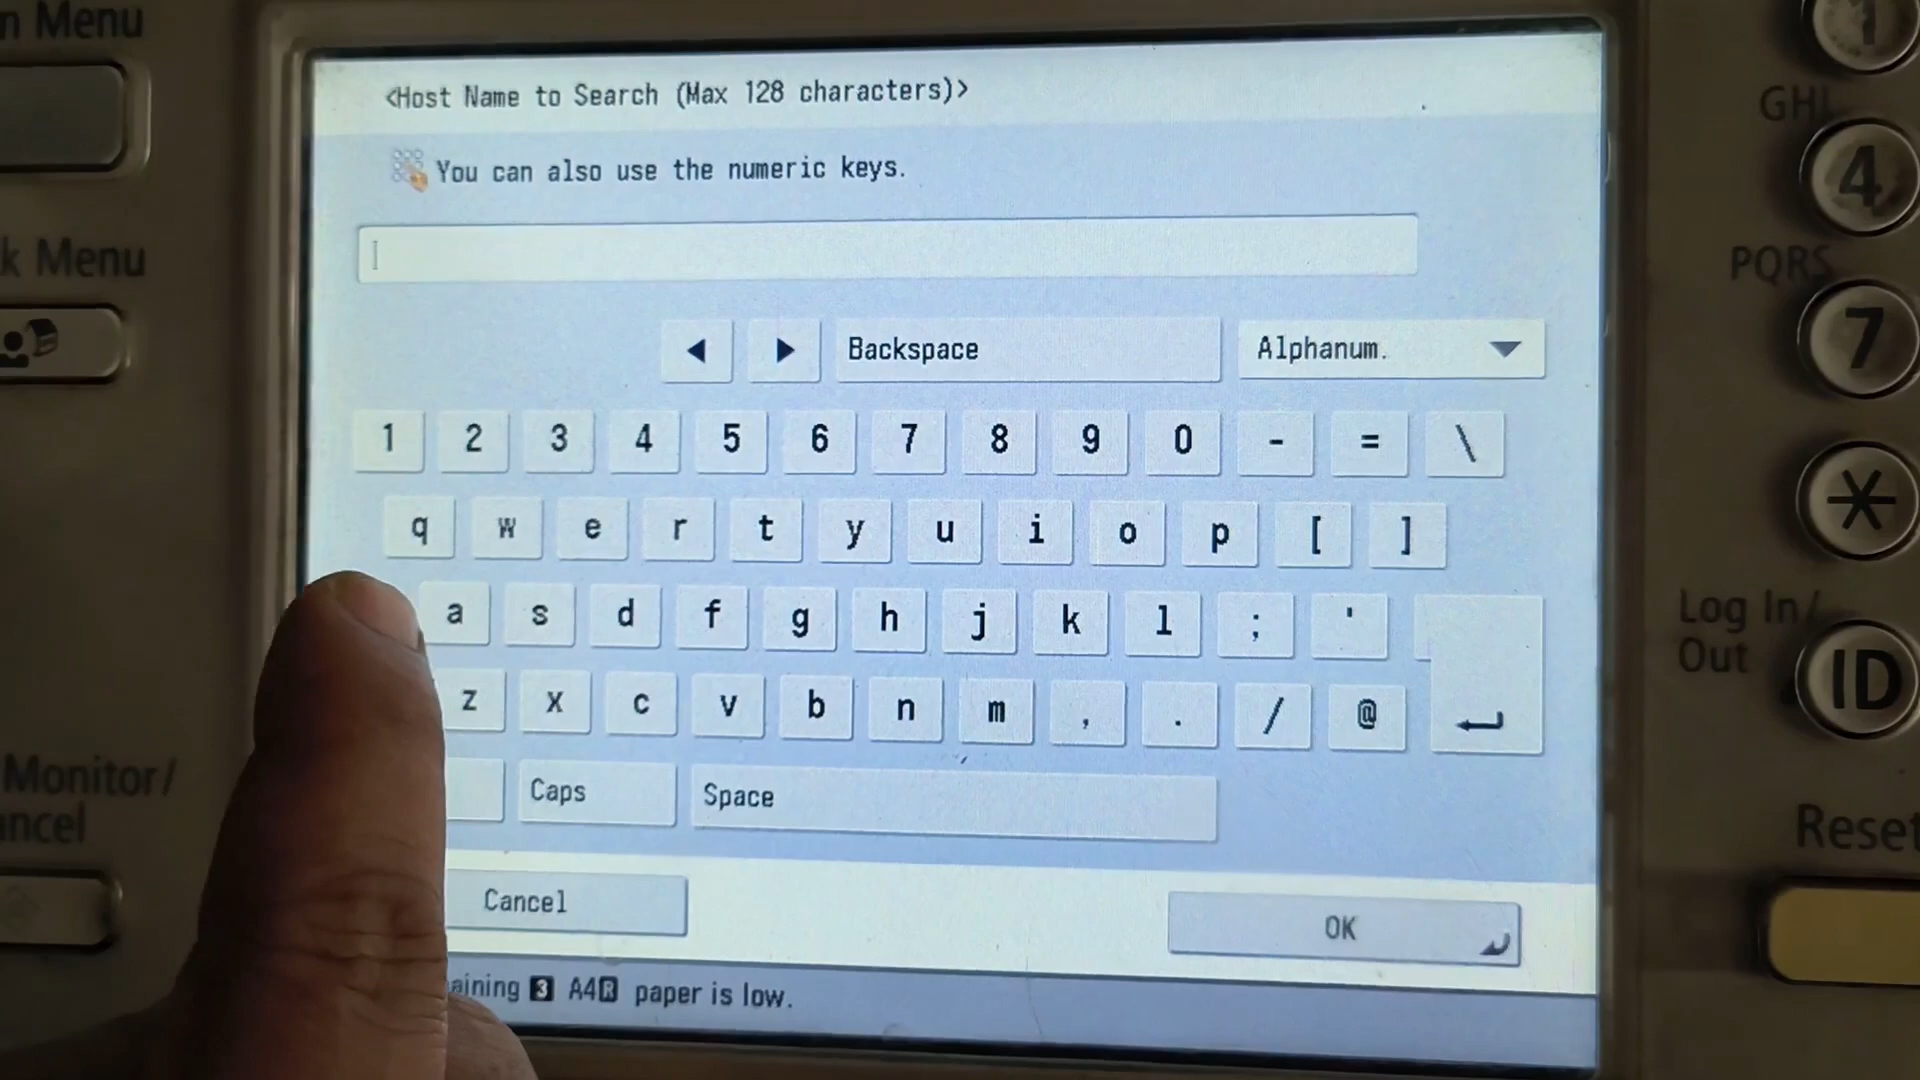 n Menu
k Menu
Monitor/
ncel
<Host Name to Search (Max 128 characters)>
You can also use the numeric keys.
Backspace
Alphanum.
1 2 3 4 5 6 7 8 9 0 - = \
q w e r t y u i o p [ ]
a s d f g h j k l ; '
z x c v b n m , . / @
Caps
Space
Cancel
OK
aining 3 A4R paper is low.
1
GHI
4
PQRS
7
*
Log In/
Out
ID
Reset